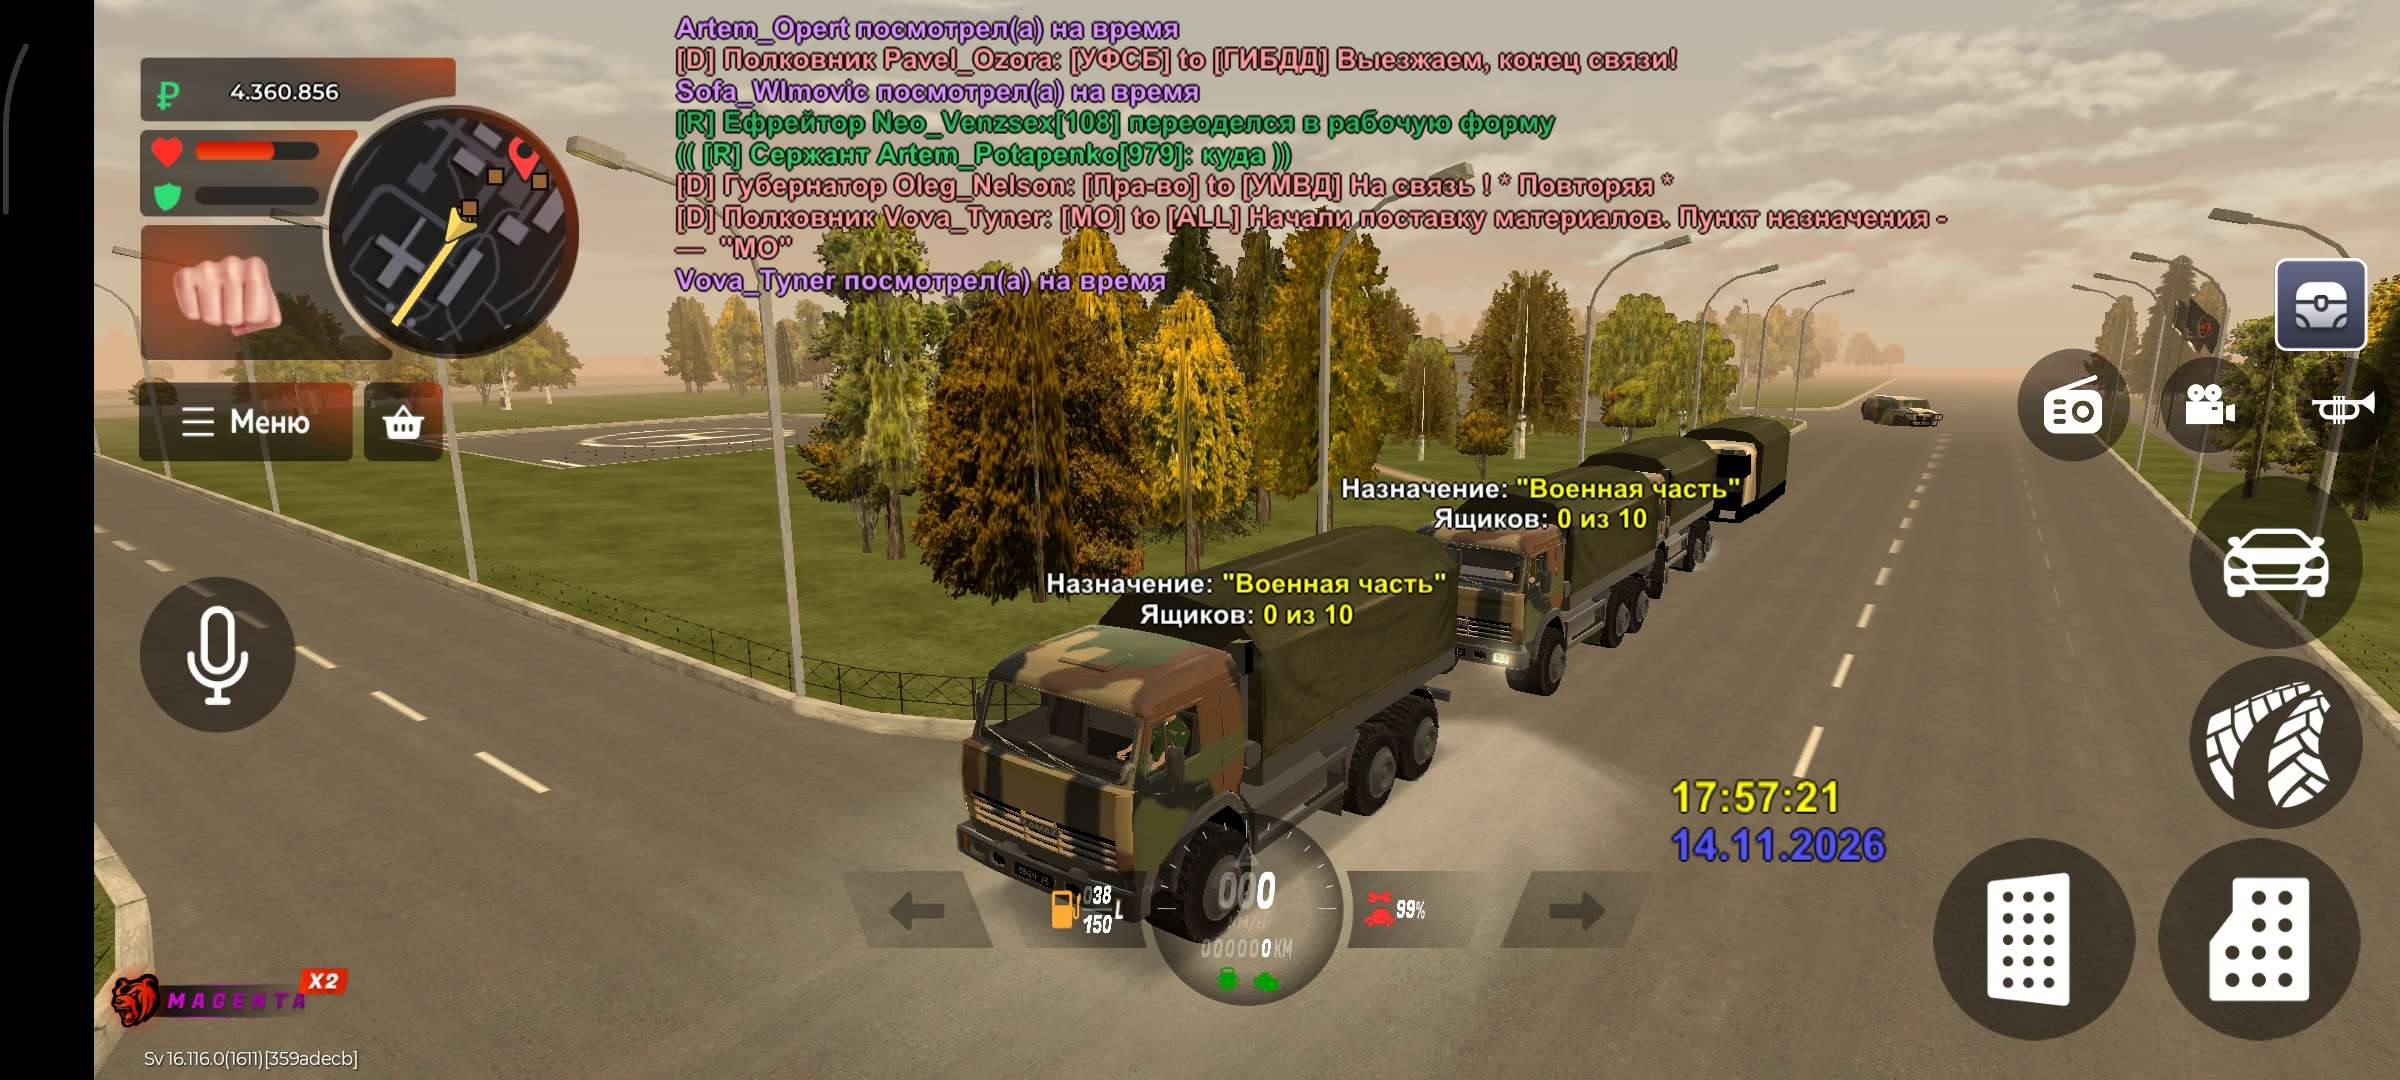 Artem_Opert посмотрел(а) на время
[D] Полковник Pavel_Ozora: [УФСБ] to [ГИБДД] Выезжаем, конец связи!
Sofa_Wlmovic посмотрел(а) на время
[R] Ефрейтор Neo_Venzsex[108] переоделся в рабочую форму
(( [R] Сержант Artem_Potapenko[979]: куда ))
[D] Губернатор Oleg_Nelson: [Пра-во] to [УМВД] На связь ! * Повторяя *
[D] Полковник Vova_Tyner: [МО] to [ALL] Начали поставку материалов. Пункт назначения -
— "МО"
Vova_Tyner посмотрел(а) на время
₽ 4.360.856
Меню
Назначение: "Военная часть"
Ящиков: 0 из 10
Назначение: "Военная часть"
Ящиков: 0 из 10
17:57:21
14.11.2026
038
150 L
000
KM/H
000000 KM
99%
X2
MAGENTA
Sv 16.116.0(1611)[359adecb]